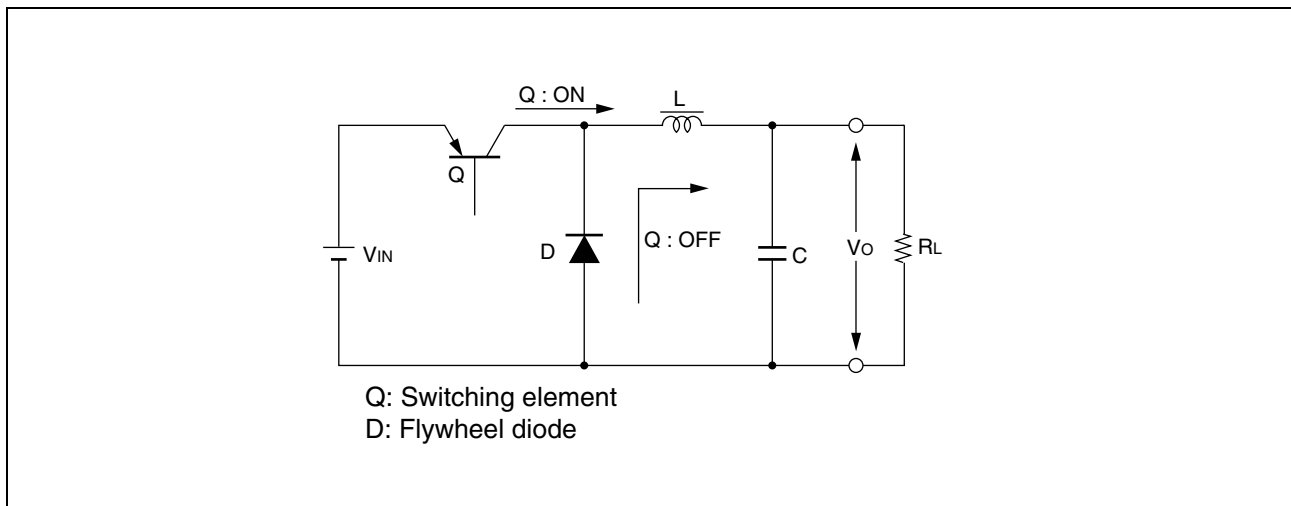 Q : ON
L
Q
VIN
D
Q : OFF
C
VO
RL
Q: Switching element
D: Flywheel diode